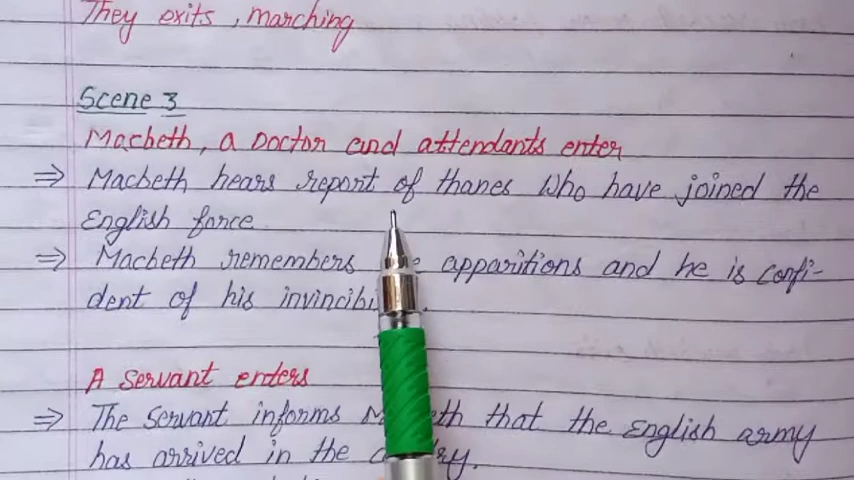 They exits, marching
Scene 3
Macbeth, a Doctor and attendants enter
⇒ Macbeth hears report of thanes who have joined the
English force
⇒ Macbeth remembers apparitions and he is confi-
dent of his
A servant enters
⇒ The servant informs that the English army
has arrived in the